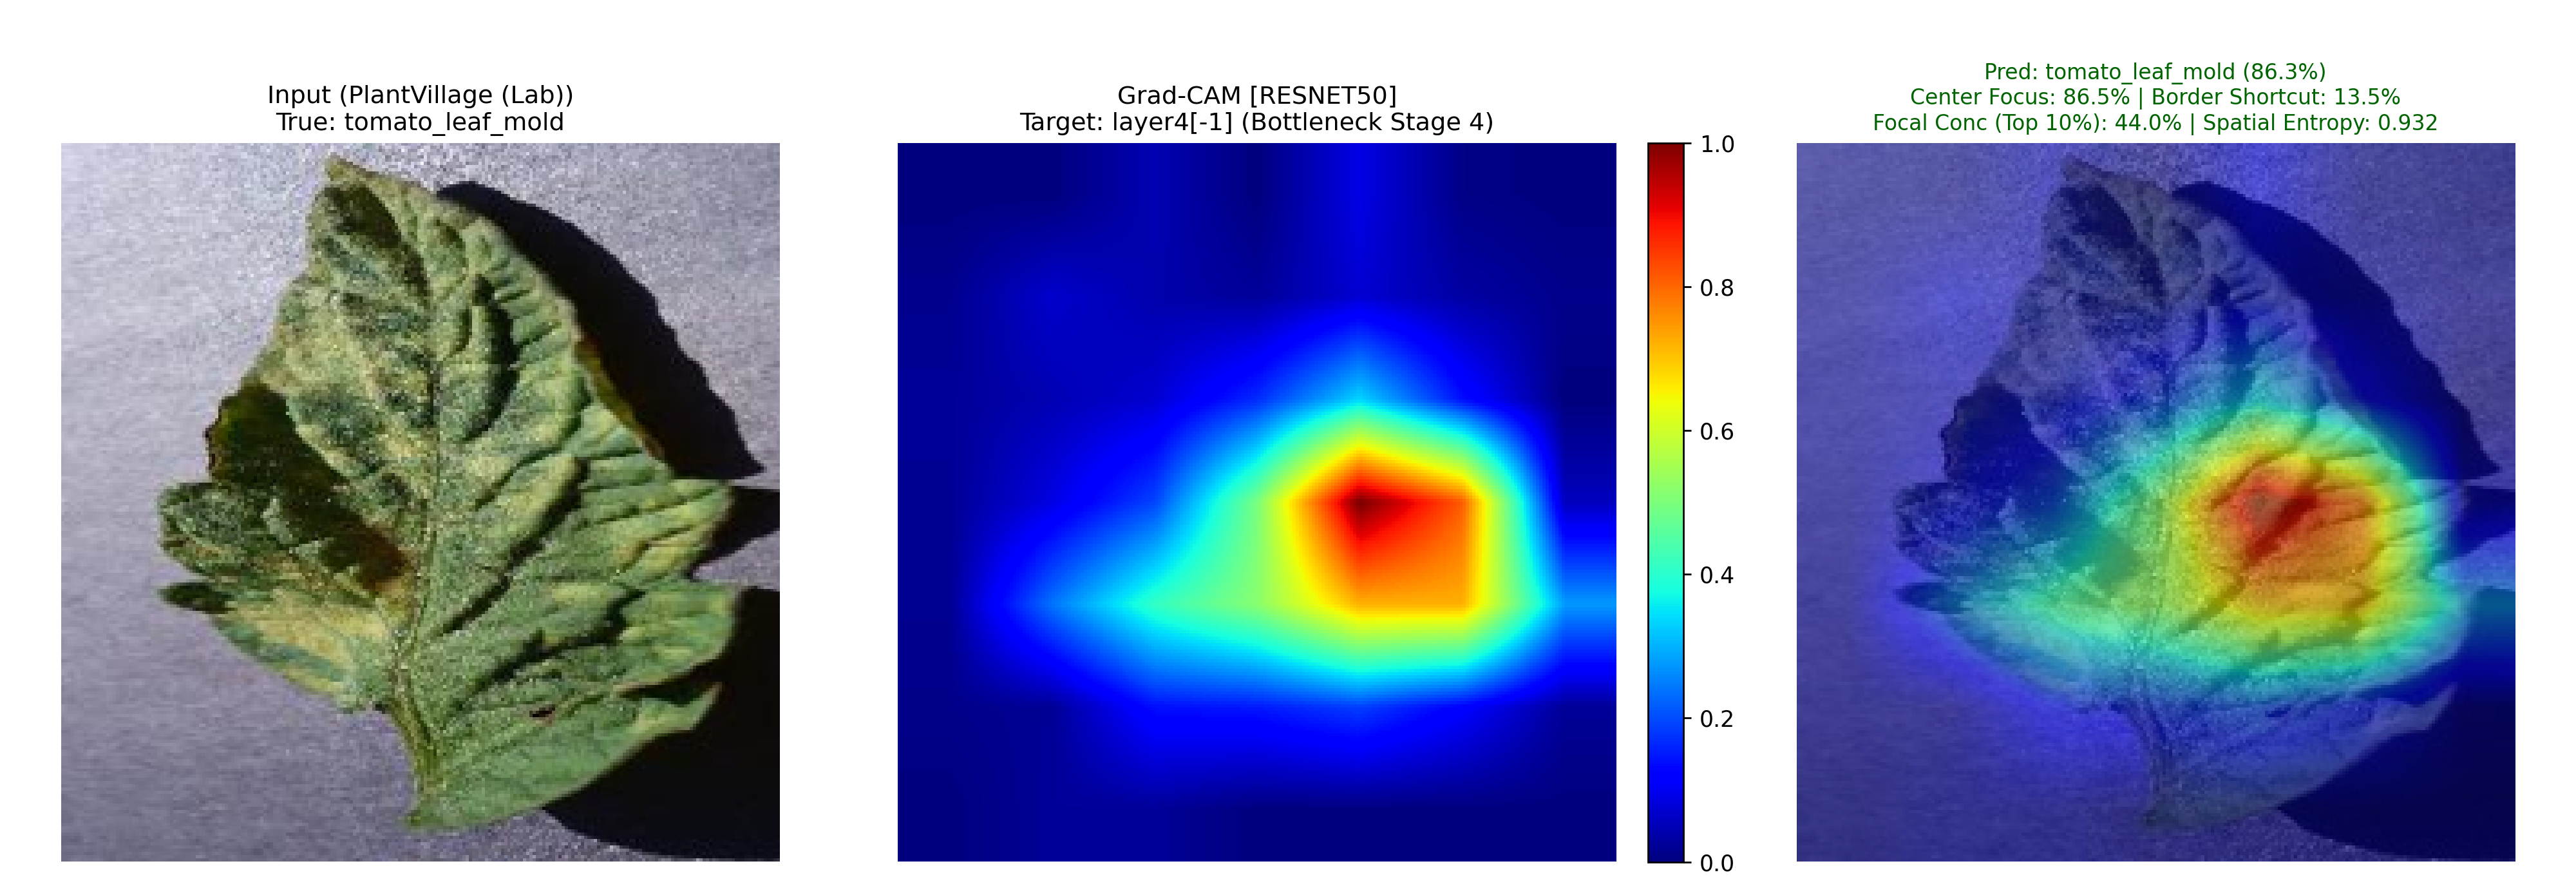 Input (PlantVillage (Lab))
True: tomato_leaf_mold
Grad-CAM [RESNET50]
Target: layer4[-1] (Bottleneck Stage 4)
1.0
0.8
0.6
0.4
0.2
0.0
Pred: tomato_leaf_mold (86.3%)
Center Focus: 86.5% | Border Shortcut: 13.5%
Focal Conc (Top 10%): 44.0% | Spatial Entropy: 0.932